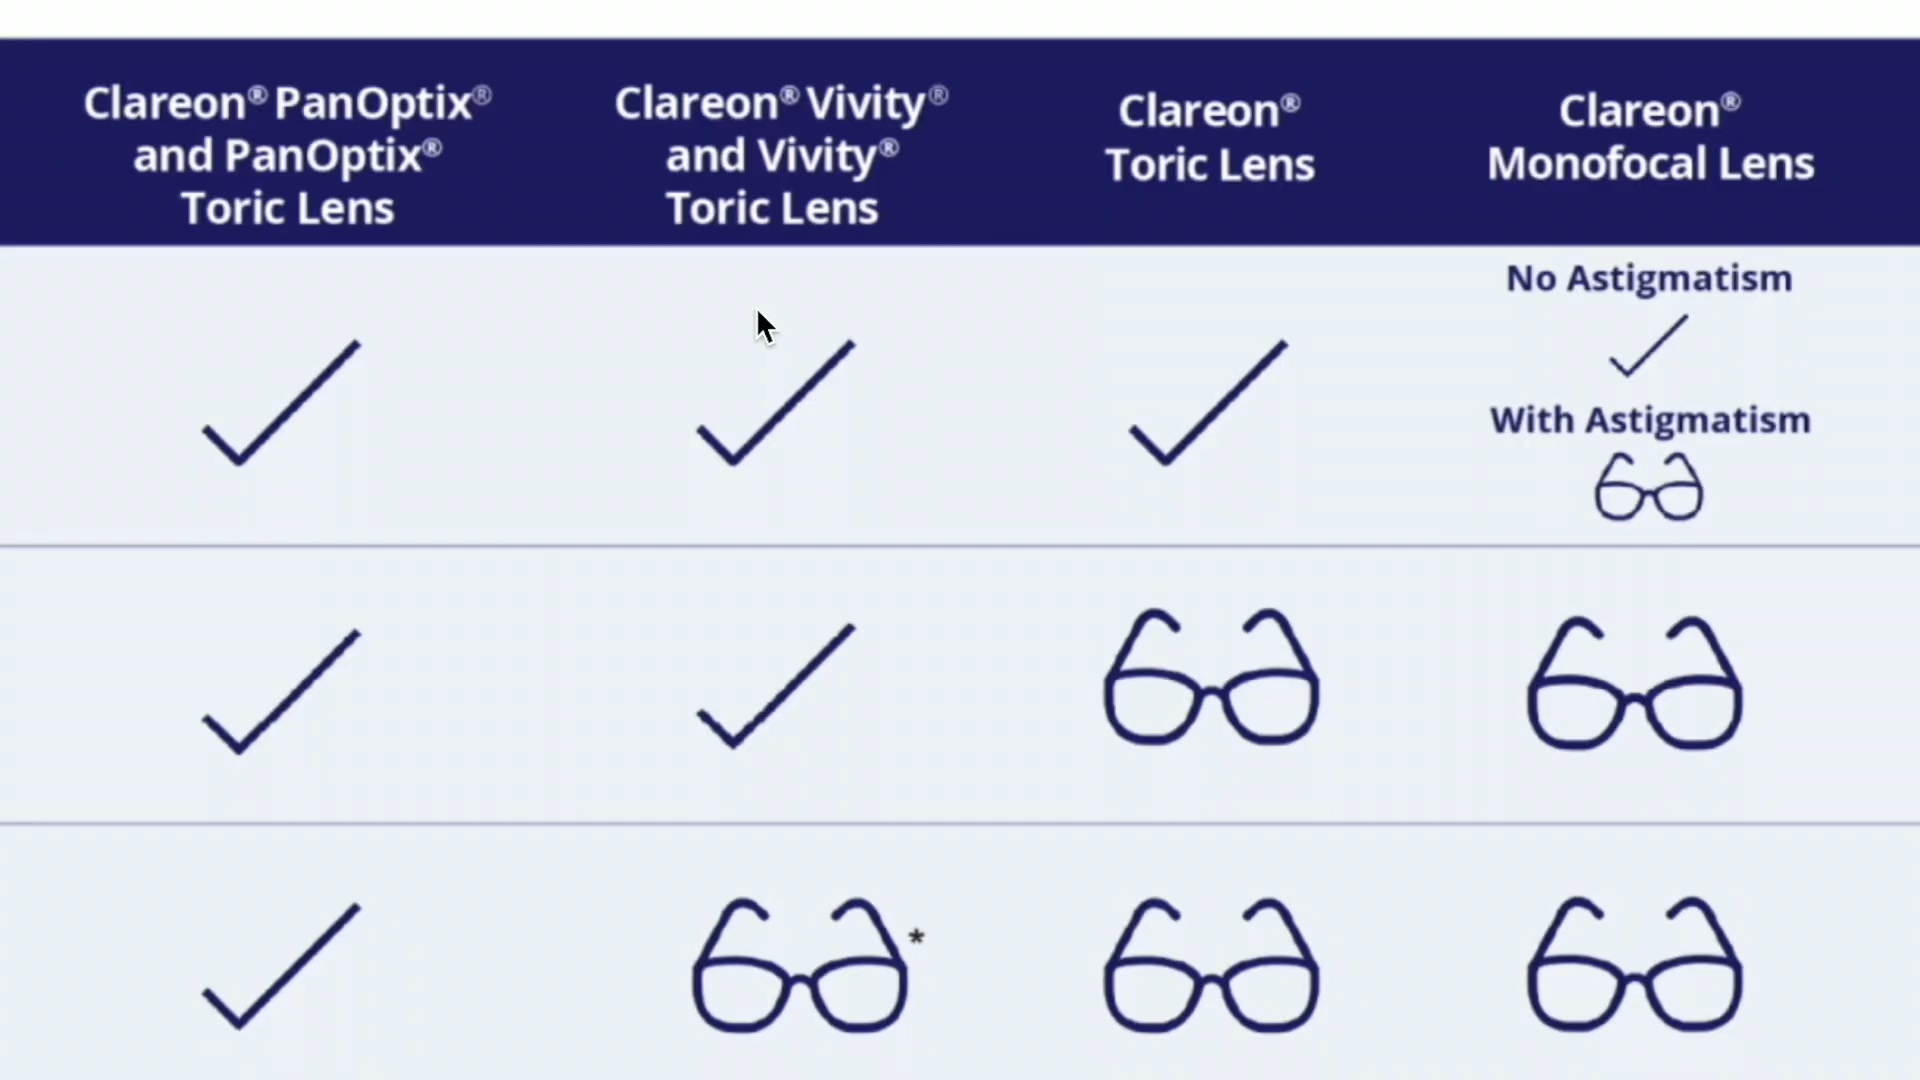 Clareon® PanOptix®
and PanOptix®
Toric Lens
Clareon® Vivity®
and Vivity®
Toric Lens
Clareon®
Toric Lens
Clareon®
Monofocal Lens
No Astigmatism
With Astigmatism
*